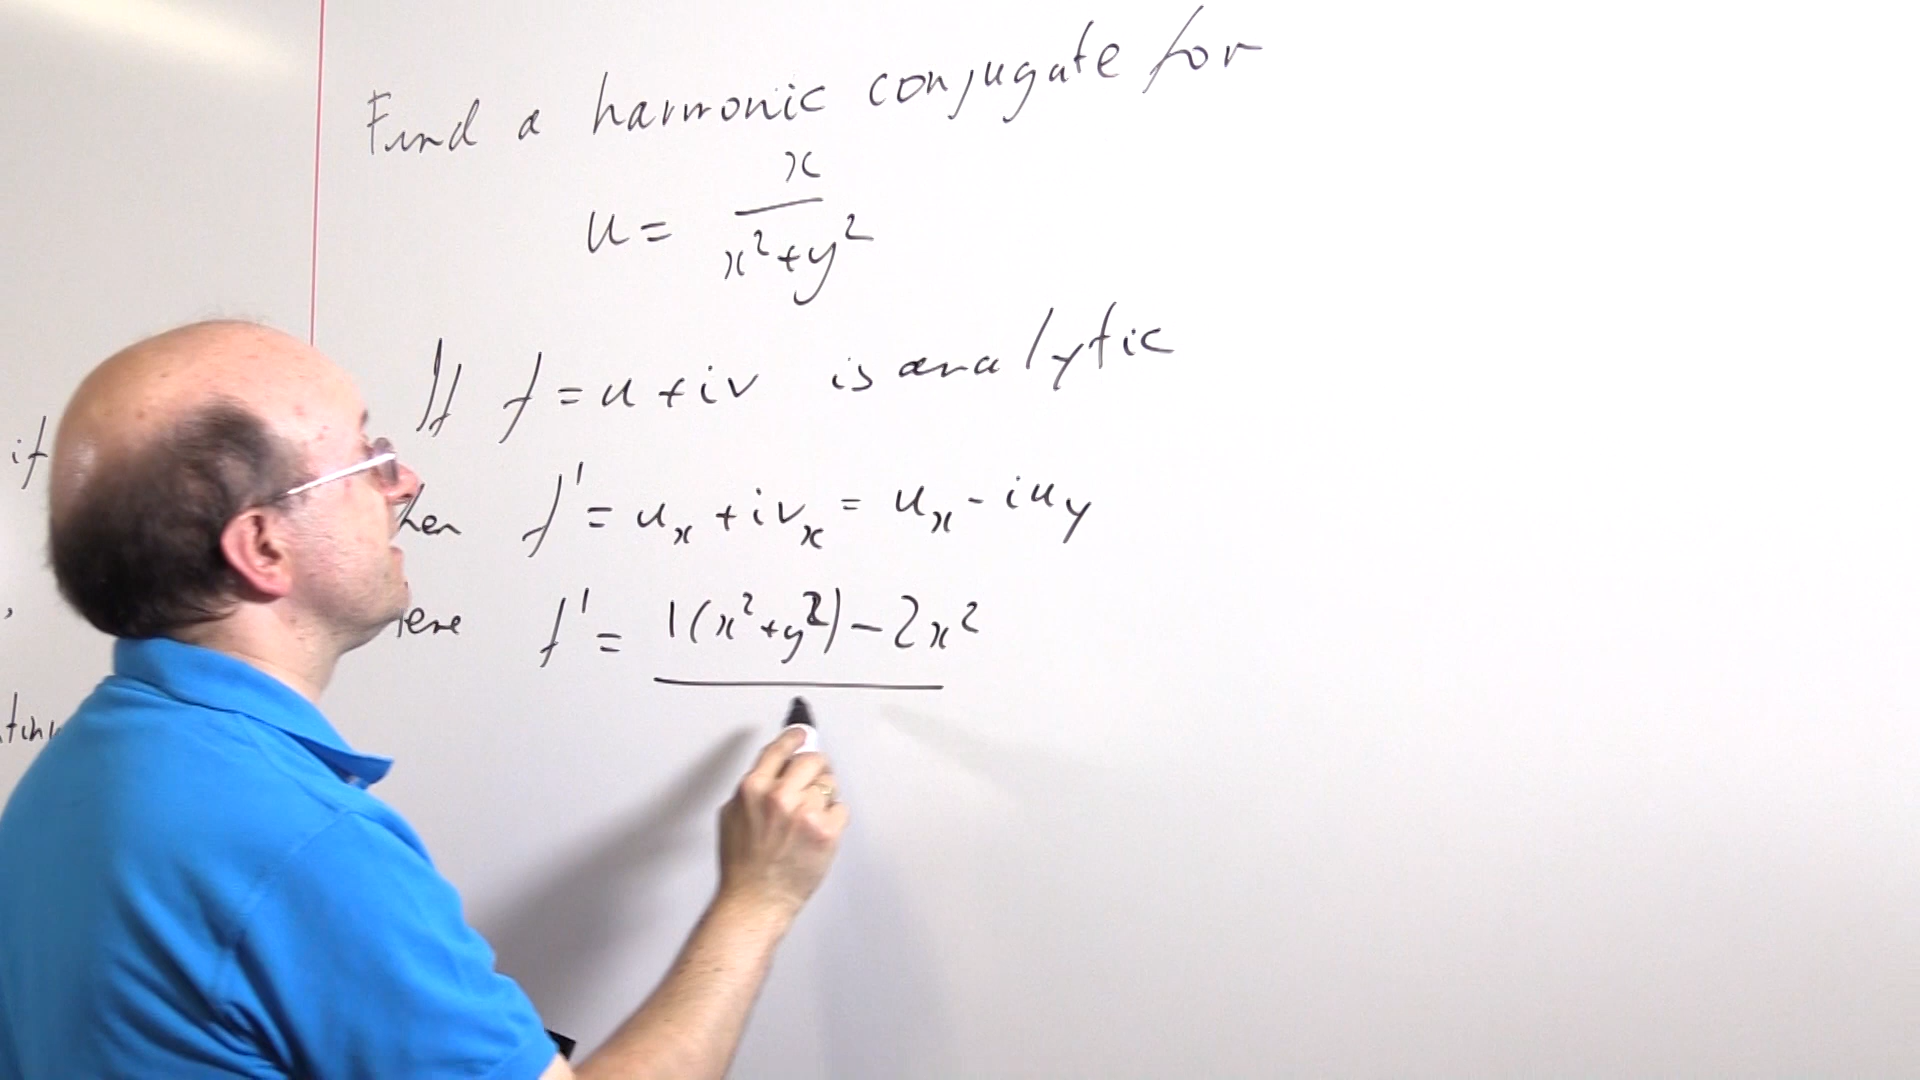 Find a harmonic conjugate for
u = x / (x² + y²)
If f = u + iv is analytic
then f' = uₓ + ivₓ = uₓ - iu_y
Here f' = 1(x² + y²) - 2x²
if
,